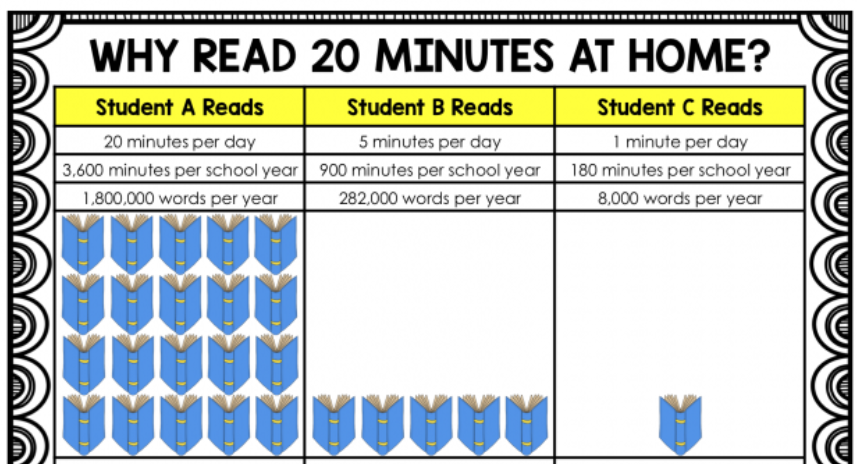 WHY READ 20 MINUTES AT HOME?
Student A Reads Student B Reads Student C Reads
20 minutes per day 5 minutes per day 1 minute per day
3,600 minutes per school year 900 minutes per school year 180 minutes per school year
1,800,000 words per year 282,000 words per year 8,000 words per year